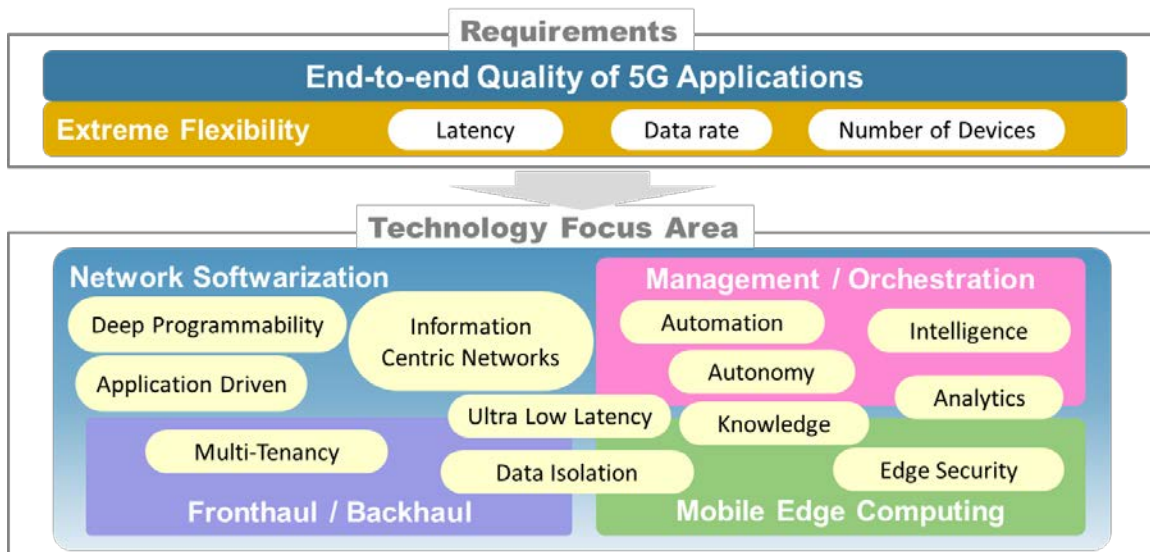 Requirements
End-to-end Quality of 5G Applications
Extreme Flexibility
Latency
Data rate
Number of Devices
Technology Focus Area
Network Softwarization
Management / Orchestration
Deep Programmability
Information
Centric Networks
Automation
Intelligence
Application Driven
Autonomy
Analytics
Ultra Low Latency
Knowledge
Multi-Tenancy
Data Isolation
Edge Security
Fronthaul / Backhaul
Mobile Edge Computing